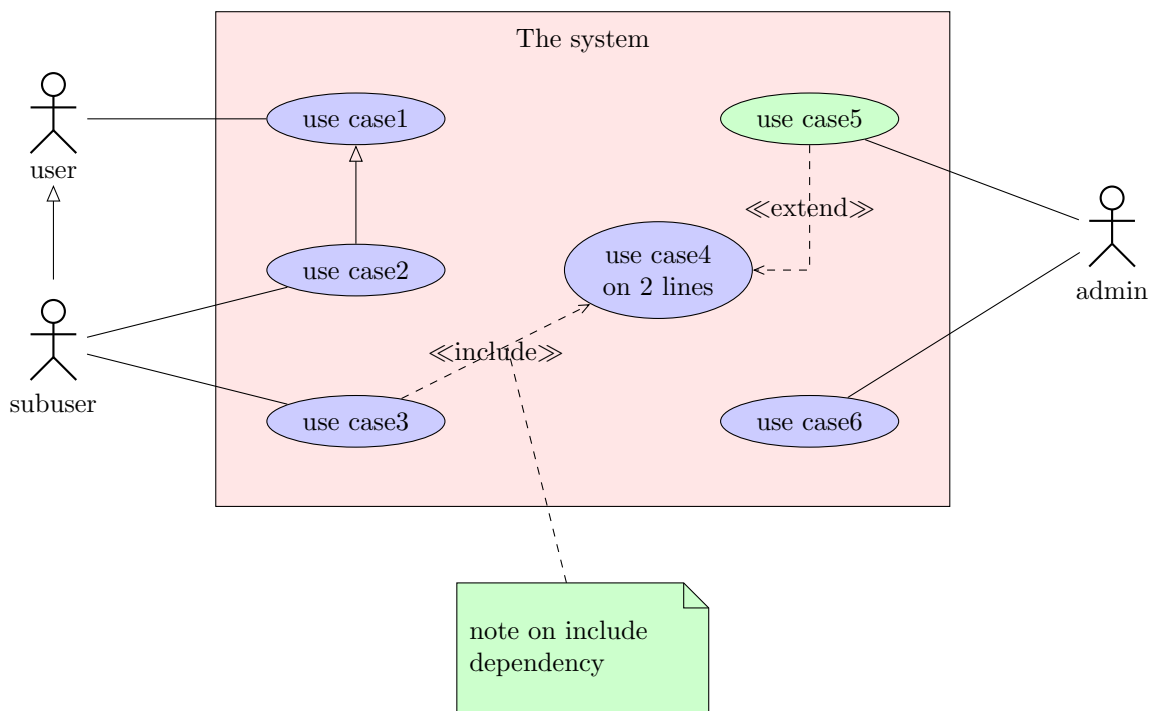 The system
user
use case1
use case5
≪extend≫
use case2
use case4
on 2 lines
admin
≪include≫
subuser
use case3
use case6
note on include
dependency